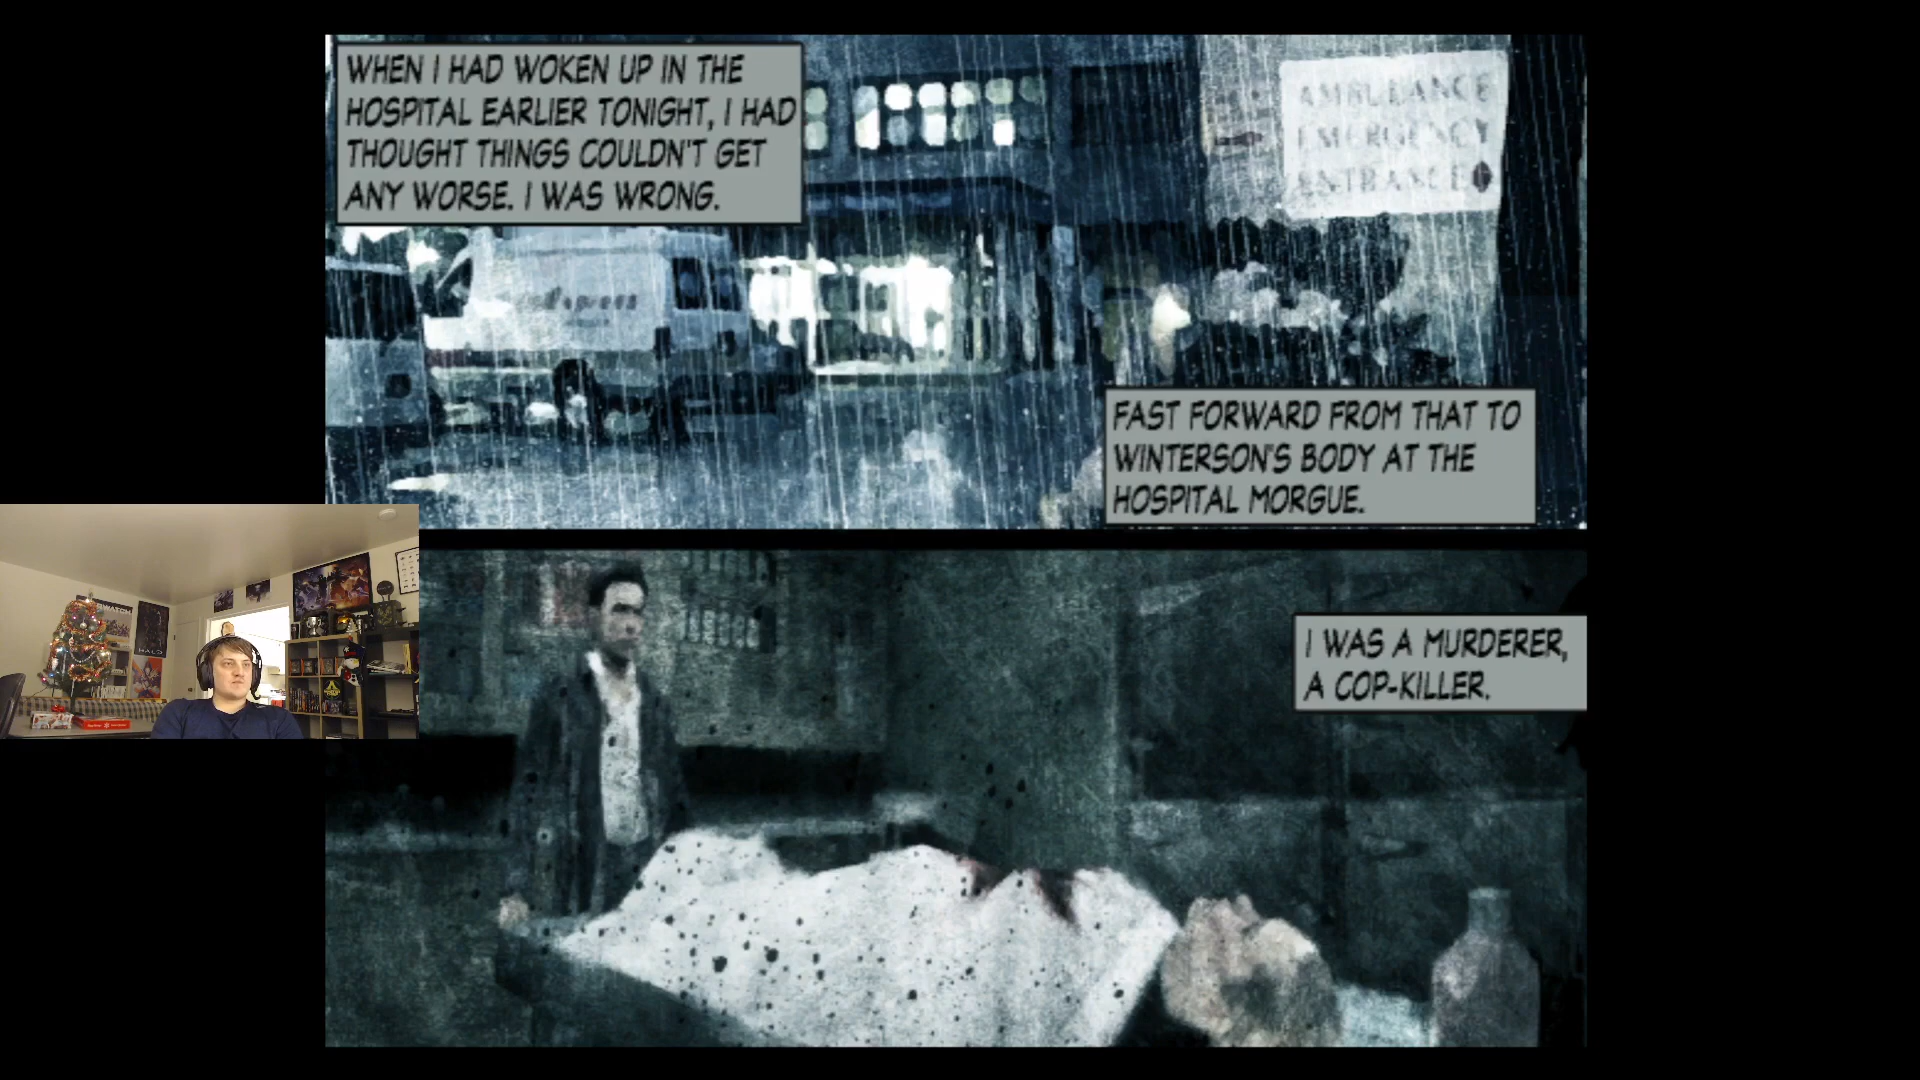 WHEN I HAD WOKEN UP IN THE
HOSPITAL EARLIER TONIGHT, I HAD
THOUGHT THINGS COULDN'T GET
ANY WORSE. I WAS WRONG.
AMBULANCE
EMERGENCY
ENTRANCE
FAST FORWARD FROM THAT TO
WINTERSON'S BODY AT THE
HOSPITAL MORGUE.
I WAS A MURDERER,
A COP-KILLER.
HALO